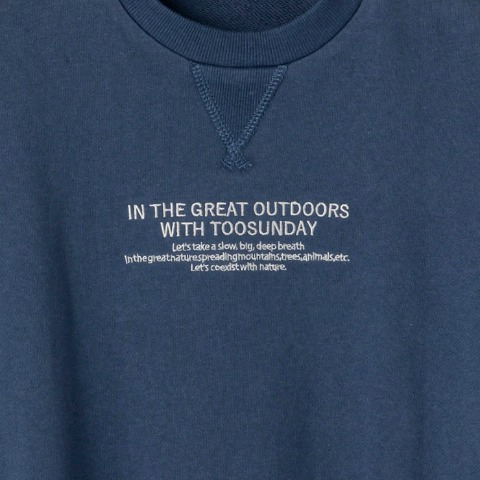 IN THE GREAT OUTDOORS
WITH TOOSUNDAY
Let's take a slow, big, deep breath
In the great nature,spreading mountains,trees,animals,etc.
Let's coexist with nature.